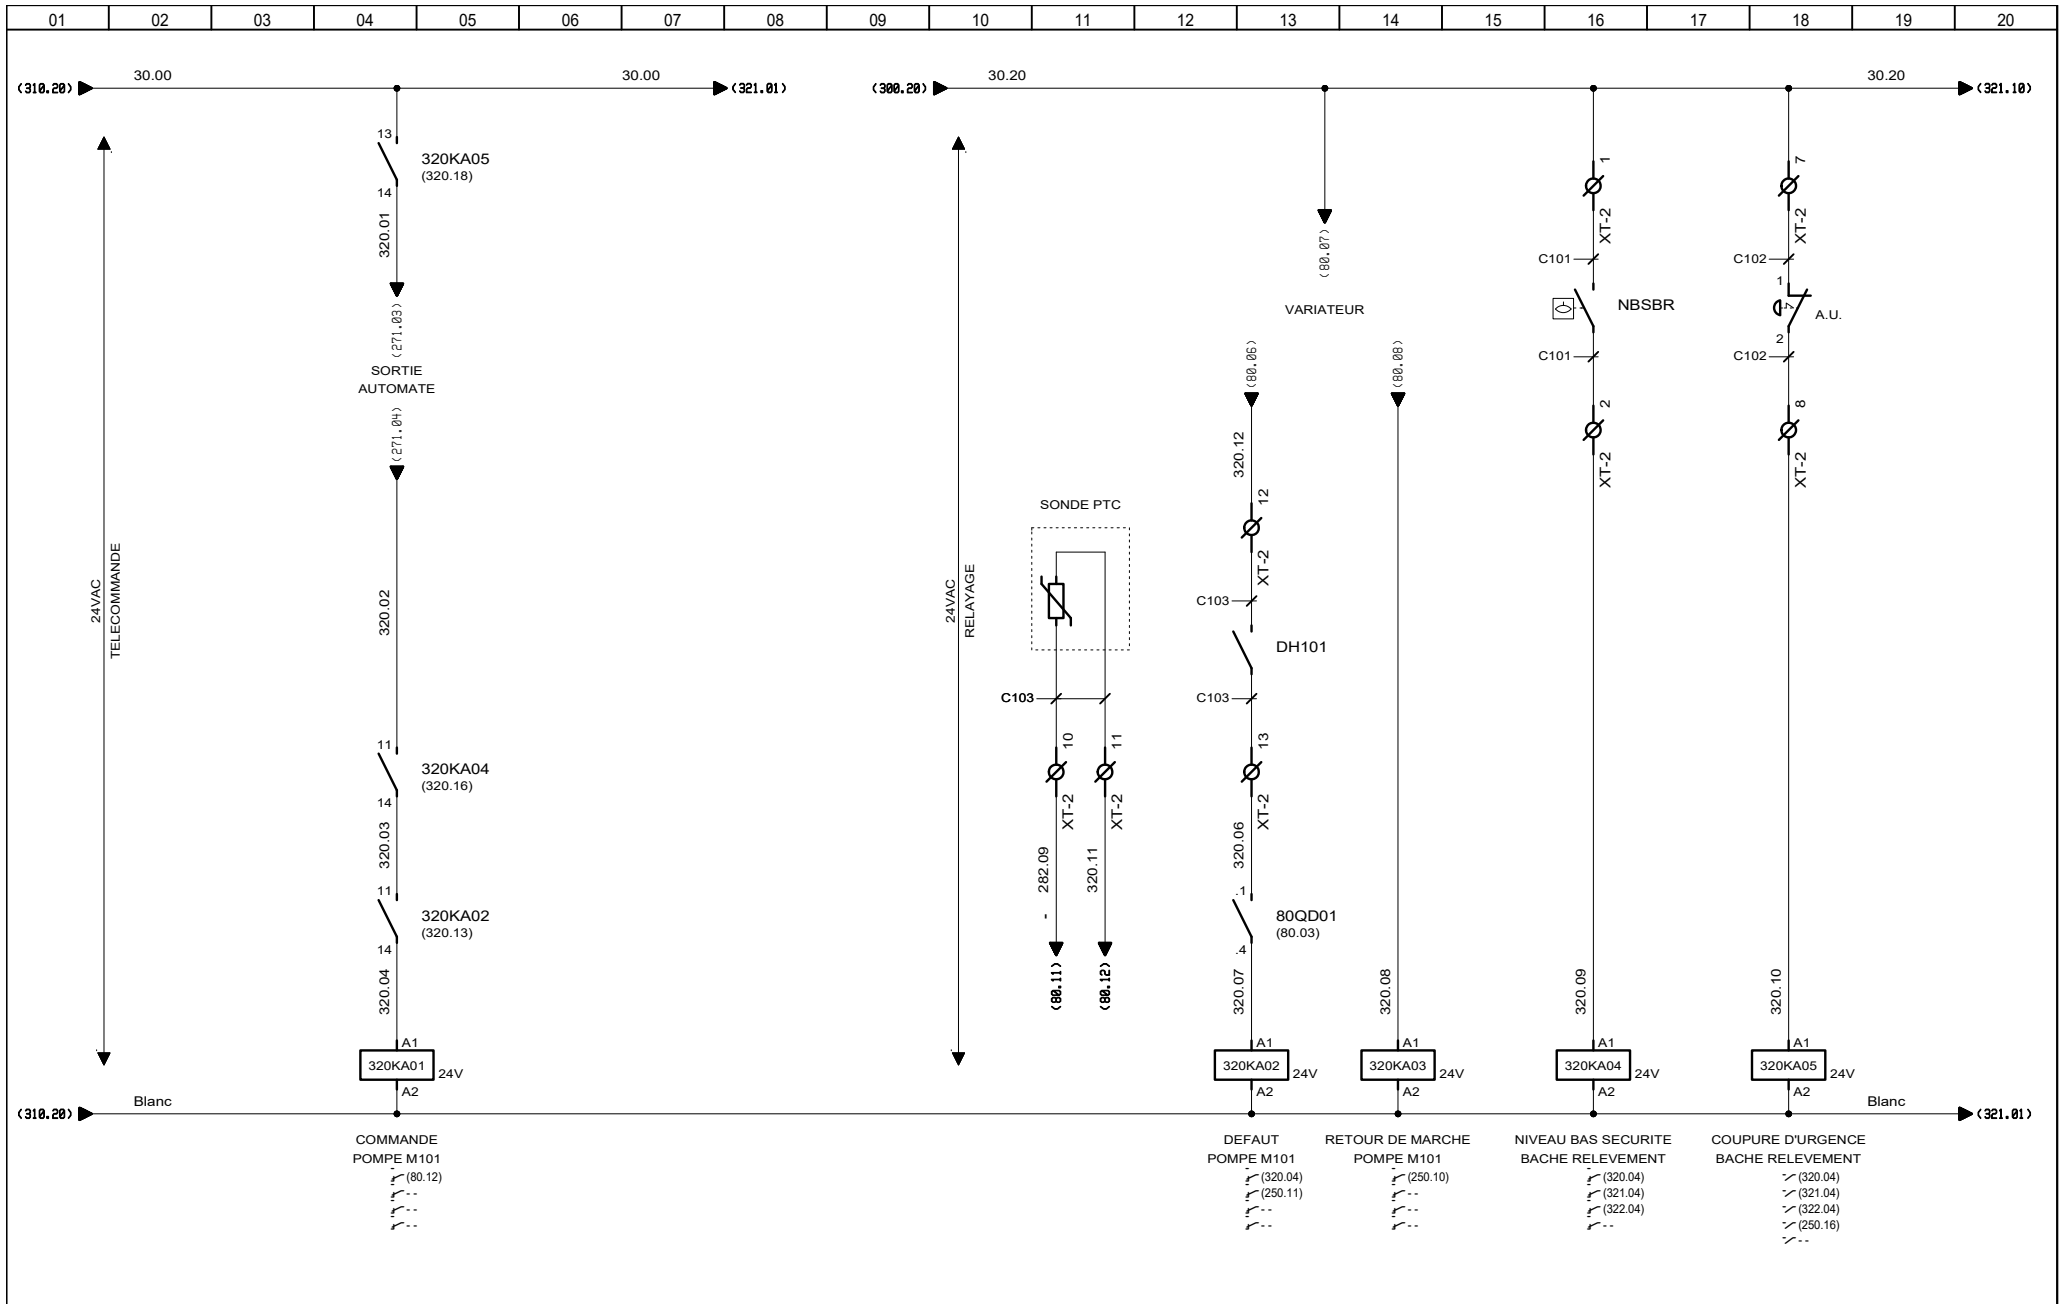 01 02 03 04 05 06 07 08 09 10 11 12 13 14 15 16 17 18 19 20
30.00 30.00 30.20 30.20
(310.20) (321.01) (300.20) (321.10)
13
320KA05
(320.18)
14
320.01
(271.03)
SORTIE
AUTOMATE
(271.04)
24VAC
TELECOMMANDE
320.02
11
320KA04
(320.16)
14
320.03
11
320KA02
(320.13)
14
320.04
A1
320KA01
24V
A2
24VAC
RELAYAGE
SONDE PTC
C103
10
XT-2
282.09
-
(80.11)
11
XT-2
320.11
(80.12)
(80.07)
VARIATEUR
(80.06)
320.12
12
XT-2
C103
DH101
C103
13
XT-2
320.06
.1
80QD01
(80.03)
.4
320.07
A1
320KA02
24V
A2
(80.08)
320.08
A1
320KA03
24V
A2
1
XT-2
C101
NBSBR
C101
2
XT-2
320.09
A1
320KA04
24V
A2
7
XT-2
C102
1
A.U.
2
C102
8
XT-2
320.10
A1
320KA05
24V
A2
Blanc Blanc
(310.20) (321.01)
COMMANDE
POMPE M101
(80.12)
--
--
--
DEFAUT
POMPE M101
(320.04)
(250.11)
--
--
RETOUR DE MARCHE
POMPE M101
(250.10)
--
--
--
NIVEAU BAS SECURITE
BACHE RELEVEMENT
(320.04)
(321.04)
(322.04)
--
COUPURE D'URGENCE
BACHE RELEVEMENT
(320.04)
(321.04)
(322.04)
(250.16)
--